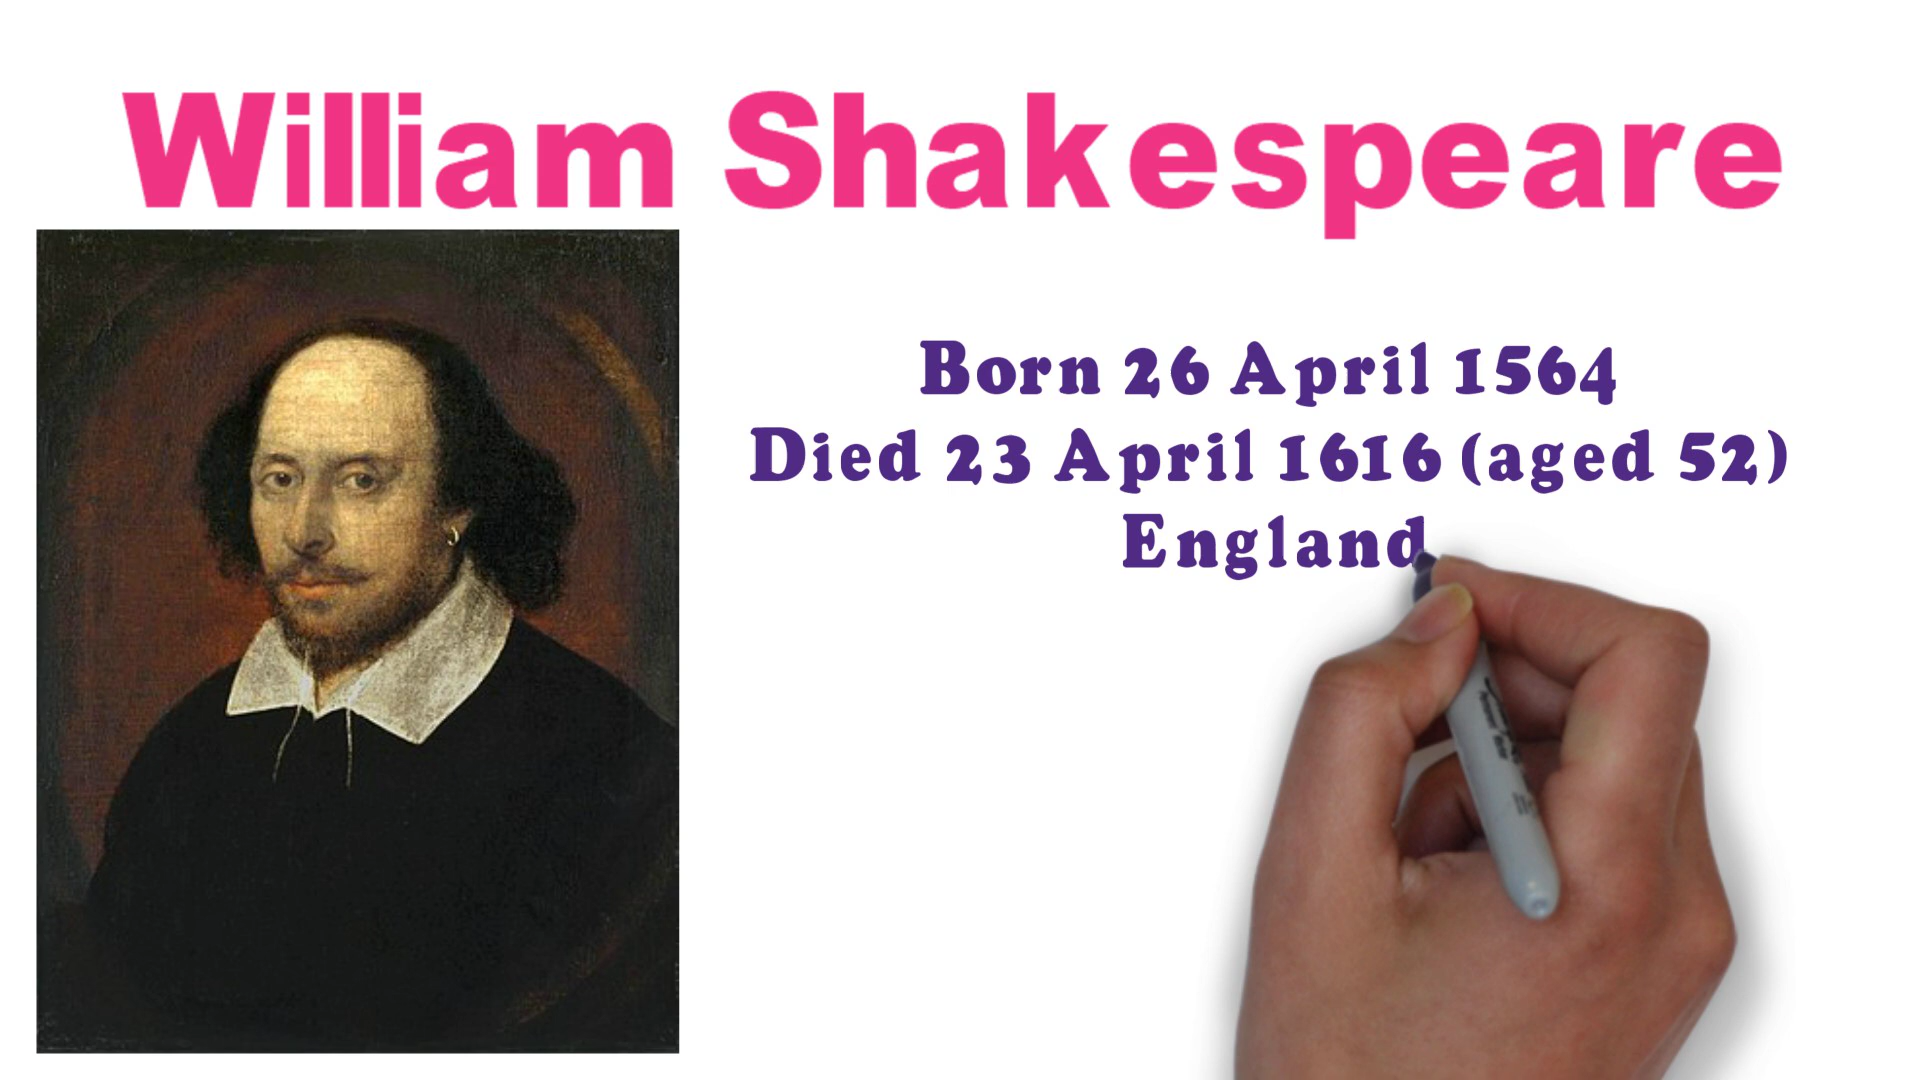 William Shakespeare
Born 26 April 1564
Died 23 April 1616 (aged 52)
England